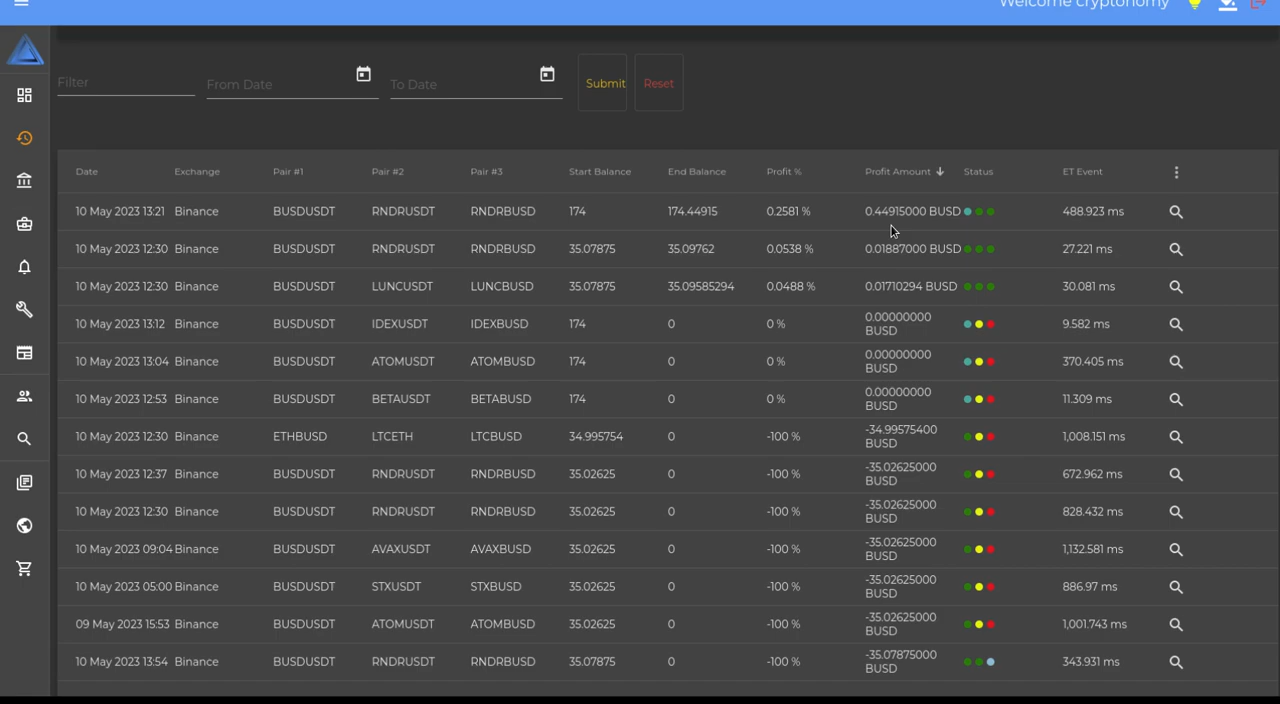 Welcome cryptonomy
Filter From Date To Date Submit Reset
Date Exchange Pair #1 Pair #2 Pair #3 Start Balance End Balance Profit % Profit Amount Status ET Event
10 May 2023 13:21 Binance BUSDUSDT RNDRUSDT RNDRBUSD 174 174.44915 0.2581 % 0.44915000 BUSD 488.923 ms
10 May 2023 12:30 Binance BUSDUSDT RNDRUSDT RNDRBUSD 35.07875 35.09762 0.0538 % 0.01887000 BUSD 27.221 ms
10 May 2023 12:30 Binance BUSDUSDT LUNCUSDT LUNCBUSD 35.07875 35.09585294 0.0488 % 0.01710294 BUSD 30.081 ms
10 May 2023 13:12 Binance BUSDUSDT IDEXUSDT IDEXBUSD 174 0 0 % 0.00000000 BUSD 9.582 ms
10 May 2023 13:04 Binance BUSDUSDT ATOMUSDT ATOMBUSD 174 0 0 % 0.00000000 BUSD 370.405 ms
10 May 2023 12:53 Binance BUSDUSDT BETAUSDT BETABUSD 174 0 0 % 0.00000000 BUSD 11.309 ms
10 May 2023 12:30 Binance ETHBUSD LTCETH LTCBUSD 34.995754 0 -100 % -34.99575400 BUSD 1,008.151 ms
10 May 2023 12:37 Binance BUSDUSDT RNDRUSDT RNDRBUSD 35.02625 0 -100 % -35.02625000 BUSD 672.962 ms
10 May 2023 12:30 Binance BUSDUSDT RNDRUSDT RNDRBUSD 35.02625 0 -100 % -35.02625000 BUSD 828.432 ms
10 May 2023 09:04 Binance BUSDUSDT AVAXUSDT AVAXBUSD 35.02625 0 -100 % -35.02625000 BUSD 1,132.581 ms
10 May 2023 05:00 Binance BUSDUSDT STXUSDT STXBUSD 35.02625 0 -100 % -35.02625000 BUSD 886.97 ms
09 May 2023 15:53 Binance BUSDUSDT ATOMUSDT ATOMBUSD 35.02625 0 -100 % -35.02625000 BUSD 1,001.743 ms
10 May 2023 13:54 Binance BUSDUSDT RNDRUSDT RNDRBUSD 35.07875 0 -100 % -35.07875000 BUSD 343.931 ms